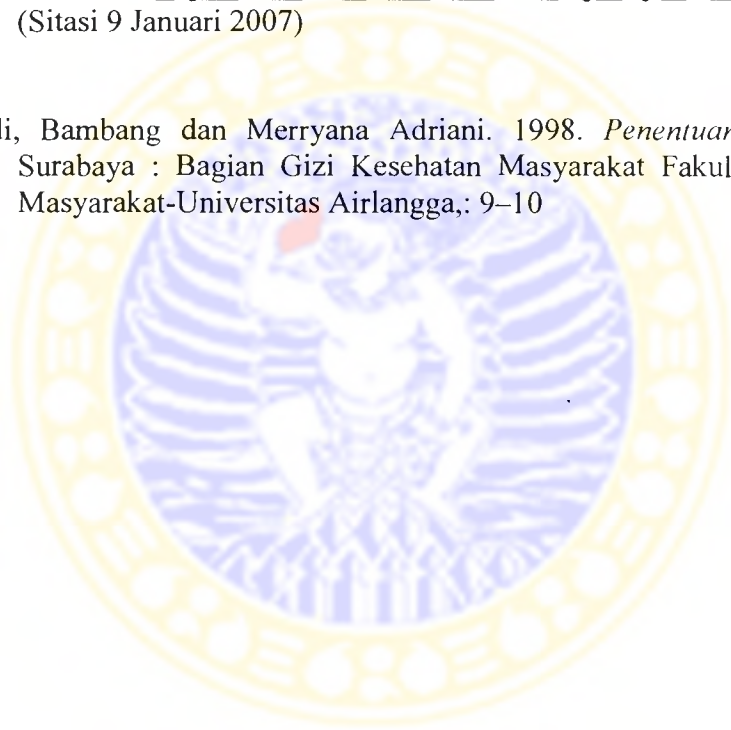 (Sitasi 9 Januari 2007)
li, Bambang dan Merryana Adriani. 1998. Penentuan
Surabaya : Bagian Gizi Kesehatan Masyarakat Fakul
Masyarakat-Universitas Airlangga,: 9–10